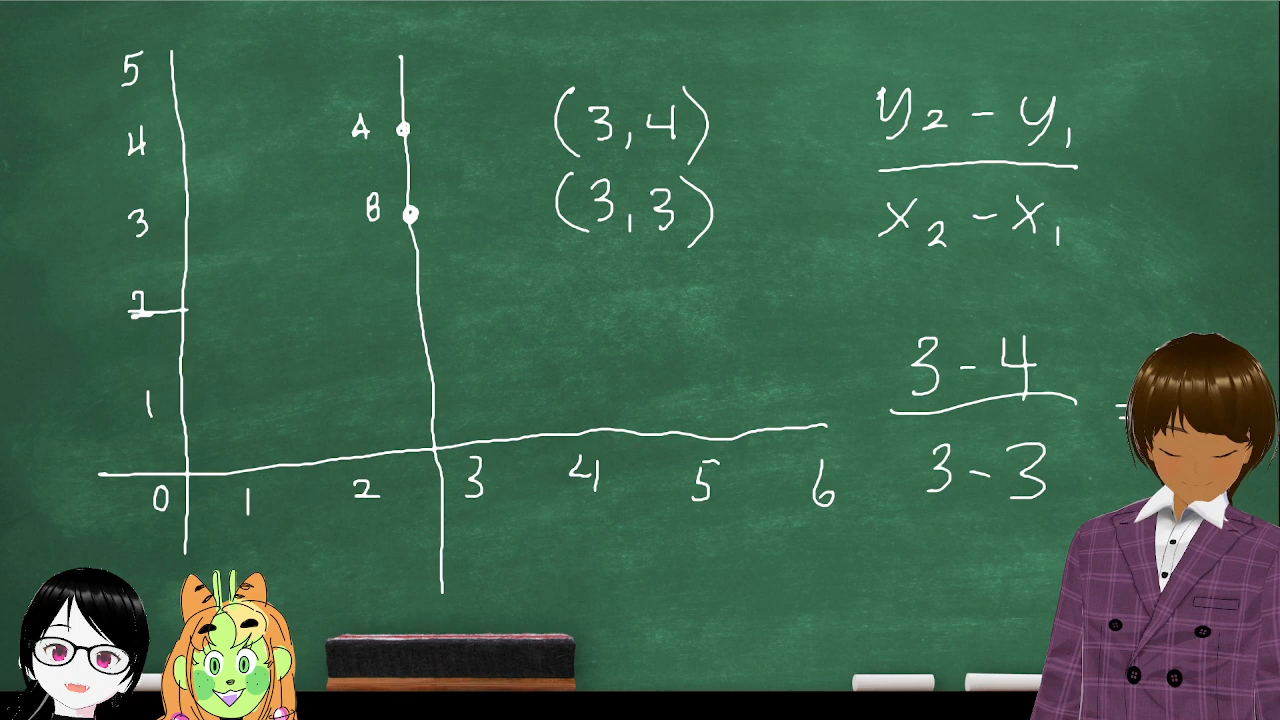 5
4
3
2
1
0 1 2 3 4 5 6
A
B
(3,4)
(3,3)
y₂ - y₁
x₂ - x₁
3 - 4
3 - 3
=